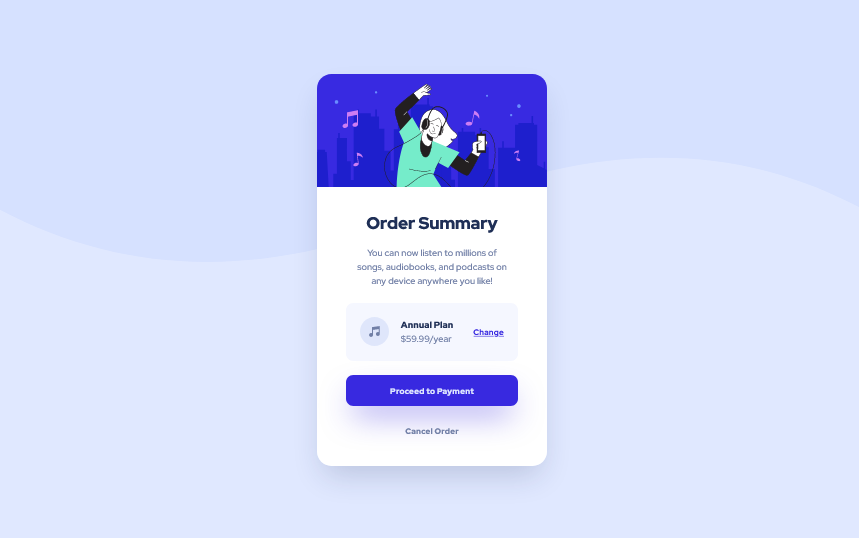 Order Summary
You can now listen to millions of
songs, audiobooks, and podcasts on
any device anywhere you like!
Annual Plan
$59.99/year
Change
Proceed to Payment
Cancel Order